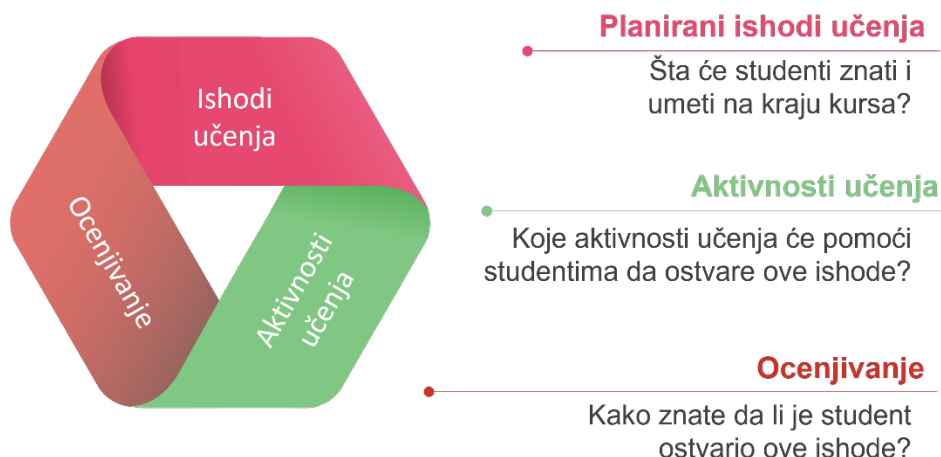 Ishodi
učenja
Ocenjivanje
Aktivnosti
učenja
Planirani ishodi učenja
Šta će studenti znati i
umeti na kraju kursa?
Aktivnosti učenja
Koje aktivnosti učenja će pomoći
studentima da ostvare ove ishode?
Ocenjivanje
Kako znate da li je student
ostvario ove ishode?